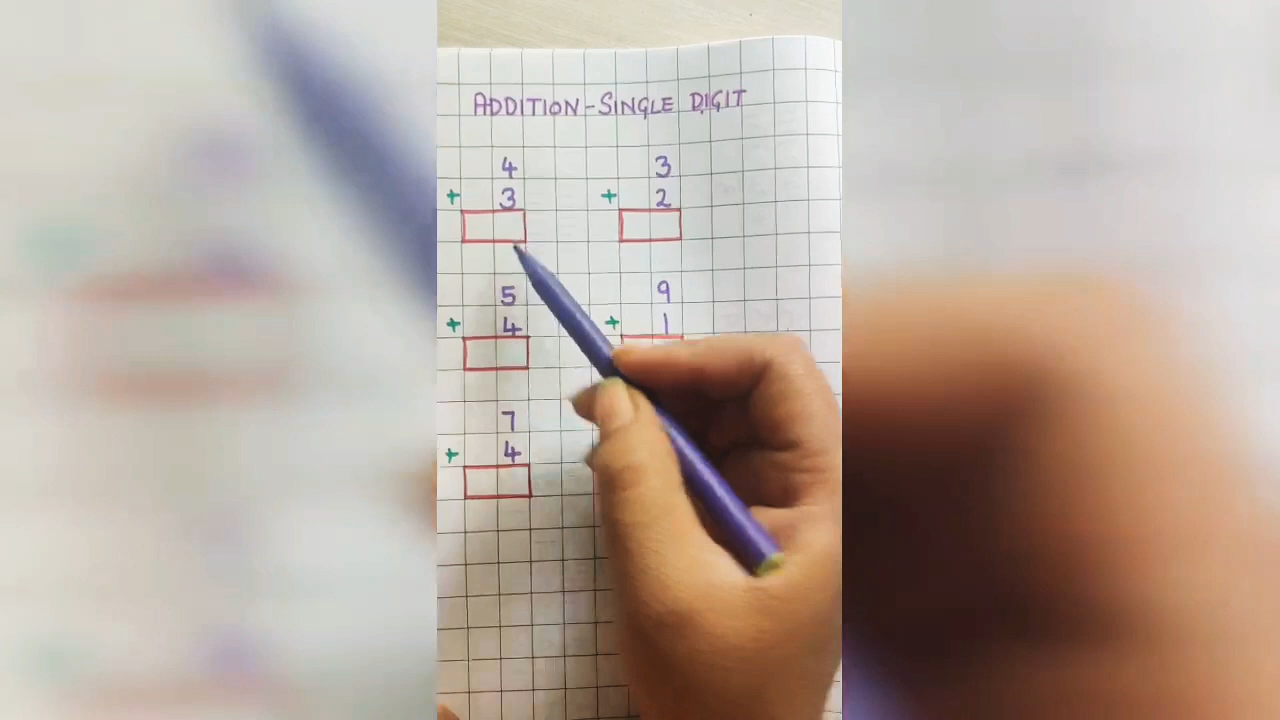 ADDITION-SINGLE DIGIT
4 3
+ 3 + 2
5 9
+ 4 + 1
7
+ 4